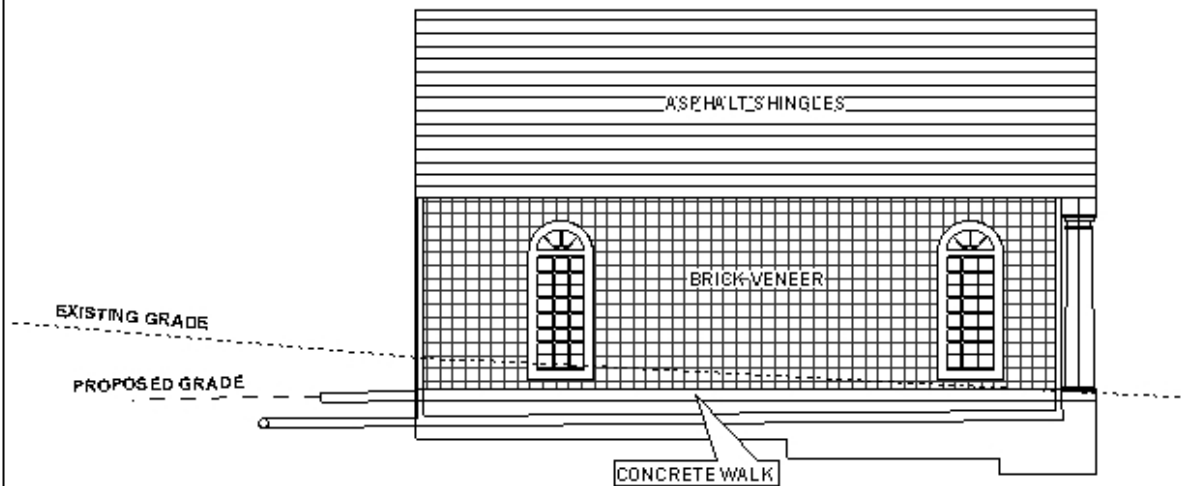 ASPHALT SHINGLES
BRICK VENEER
EXISTING GRADE
PROPOSED GRADE
CONCRETE WALK